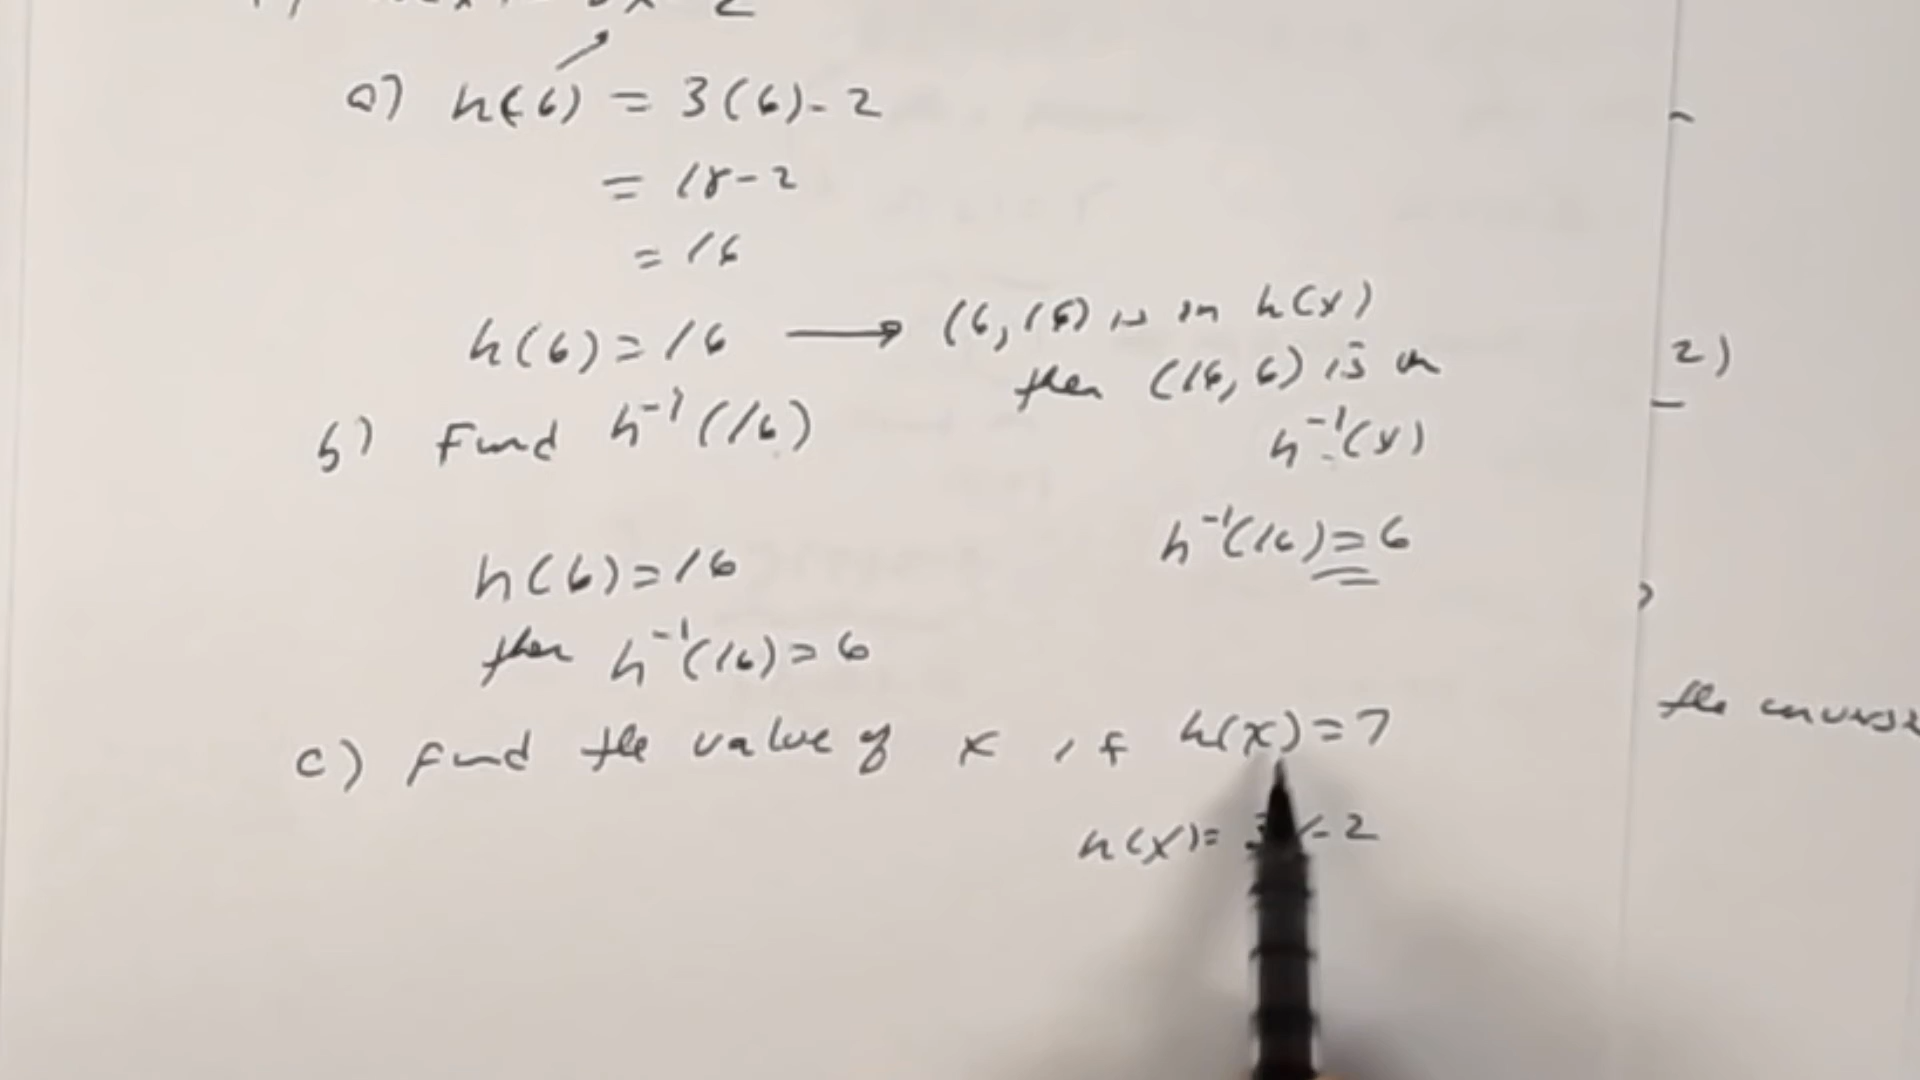 a) h(6) = 3(6) - 2
= 18 - 2
= 16
h(6) = 16 → (6, 16) is in h(x)
then (16, 6) is in
h⁻¹(x)
b) Find h⁻¹(16)
h⁻¹(16) = 6
h(6) = 16
then h⁻¹(16) = 6
c) Find the value of x if h(x) = 7
h(x) = 3x - 2
2)
the inverse